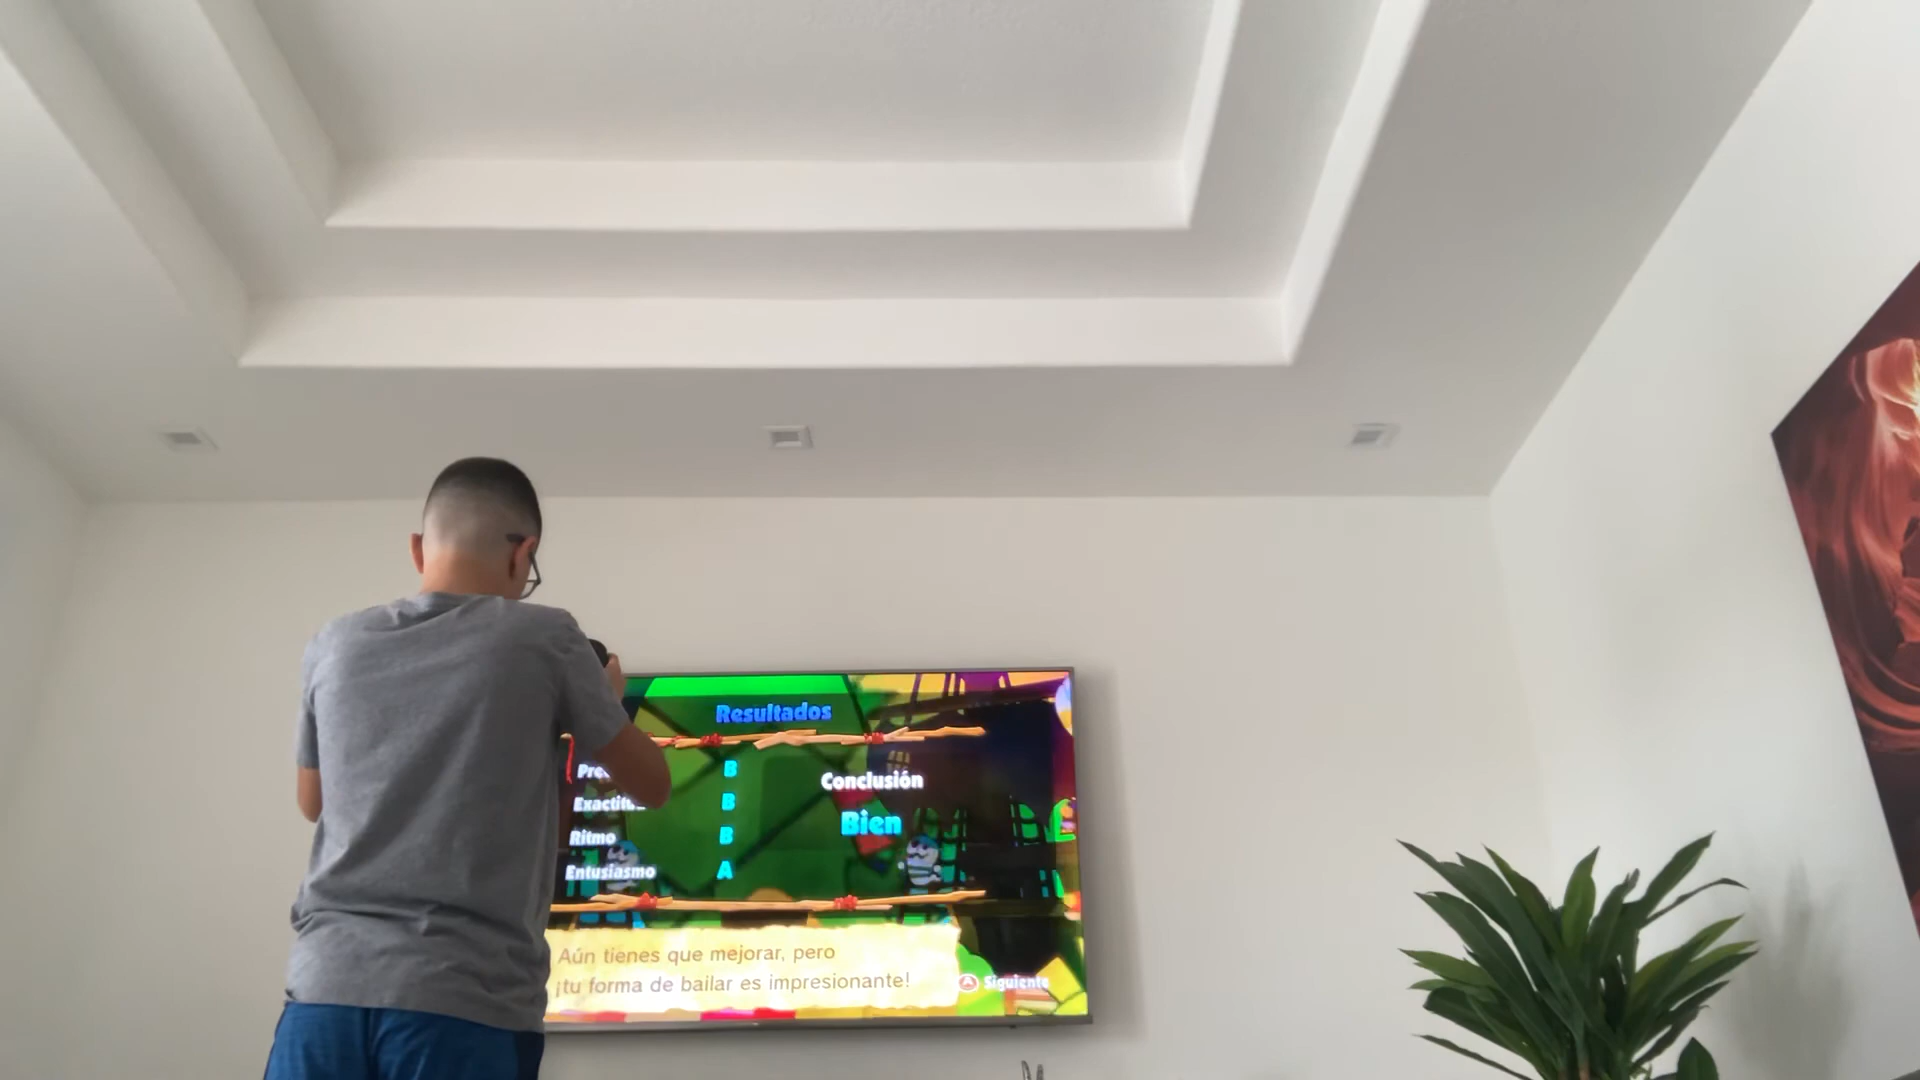 Resultados
B
Conclusión
B
Bien
Ritmo B
Entusiasmo A
Aún tienes que mejorar, pero
¡tu forma de bailar es impresionante!
A Siguiente